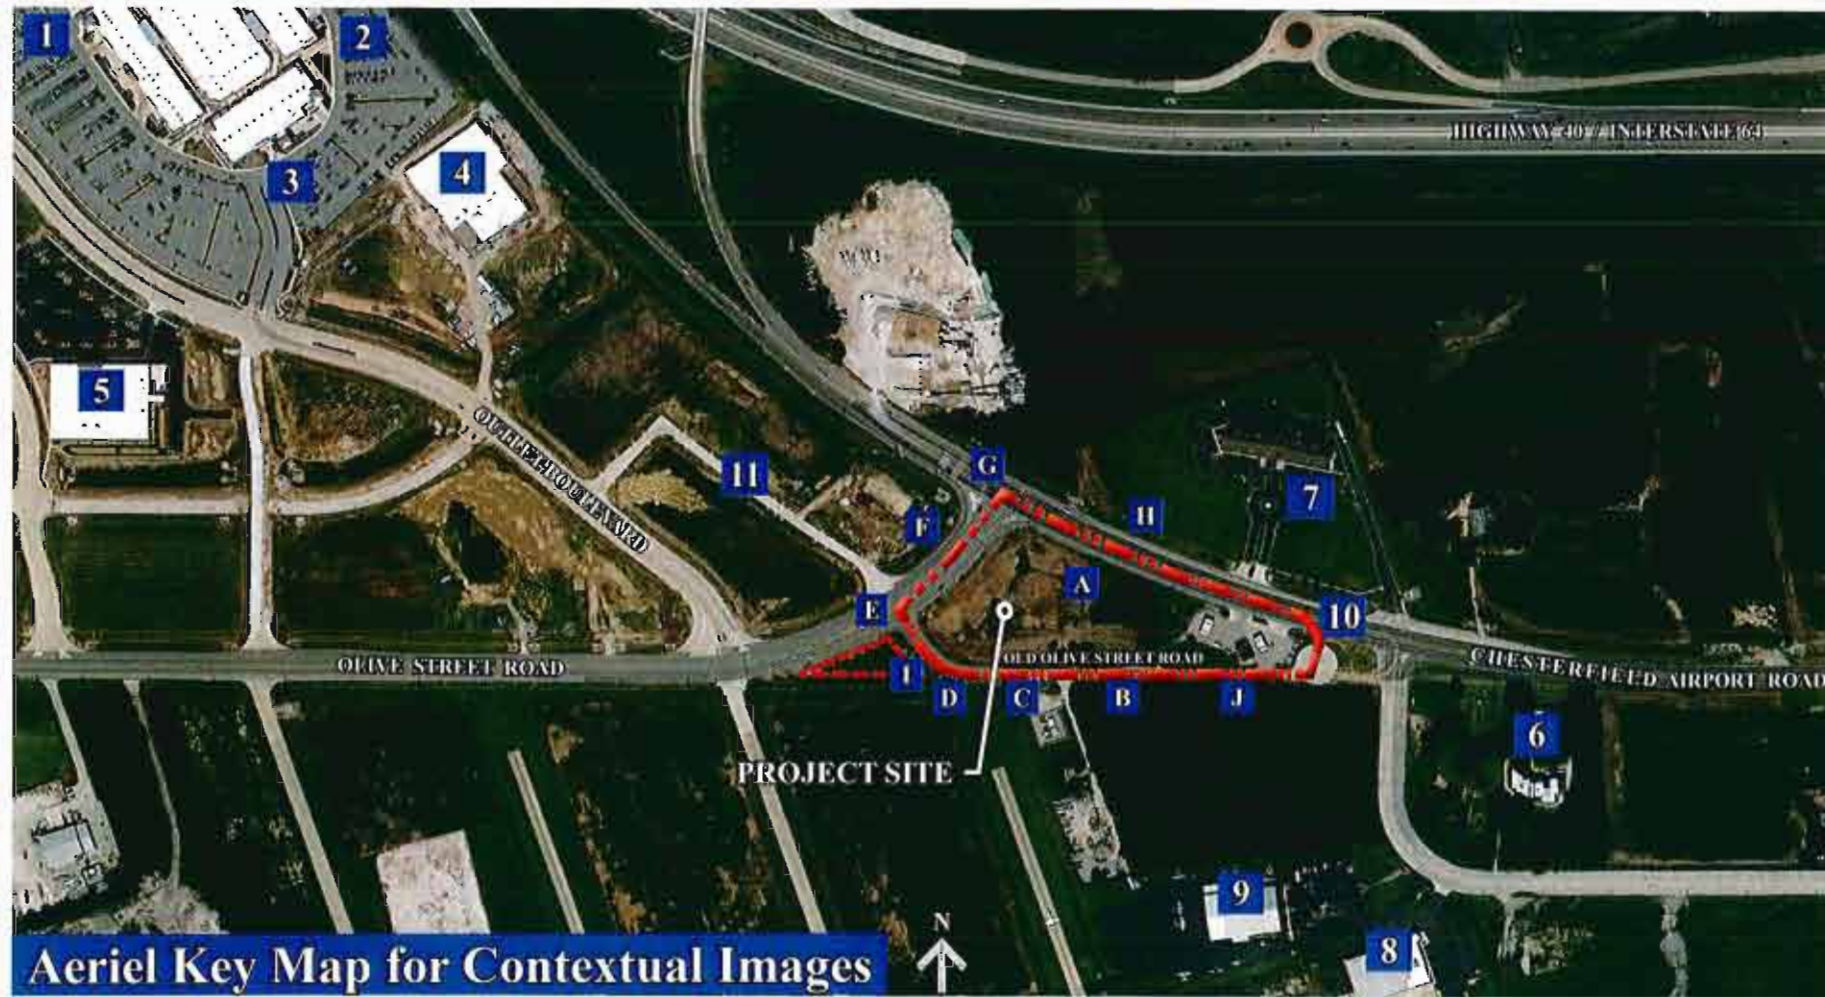 1
2
HIGHWAY 40 / INTERSTATE 64
3
4
5
OUTLET BOULEVARD
11
G
F
H
7
A
E
10
OLIVE STREET ROAD
OLD OLIVE STREET ROAD
CHESTERFIELD AIRPORT ROAD
I
D
C
B
J
6
PROJECT SITE
9
8
N
Aeriel Key Map for Contextual Images